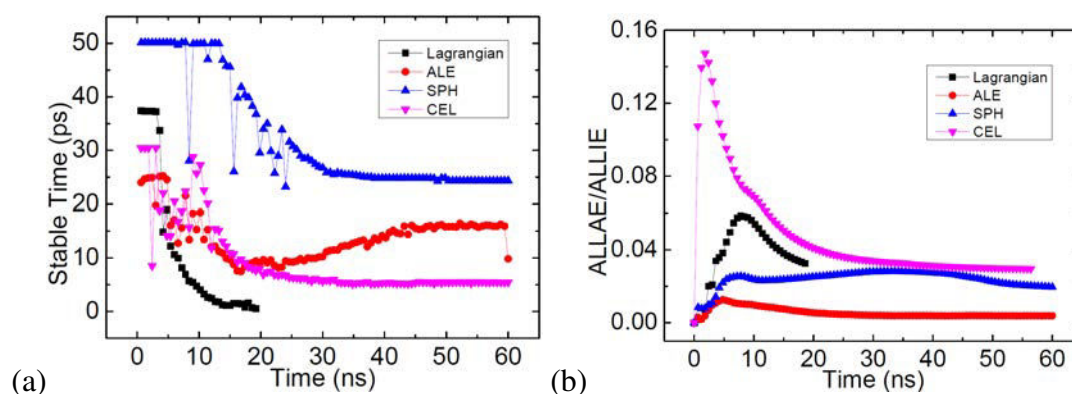 Stable Time (ps)
50
40
30
20
10
0
Lagrangian
ALE
SPH
CEL
0 10 20 30 40 50 60
Time (ns)
(a)
ALLAE/ALLIE
0.16
0.12
0.08
0.04
0.00
Lagrangian
ALE
SPH
CEL
0 10 20 30 40 50 60
Time (ns)
(b)